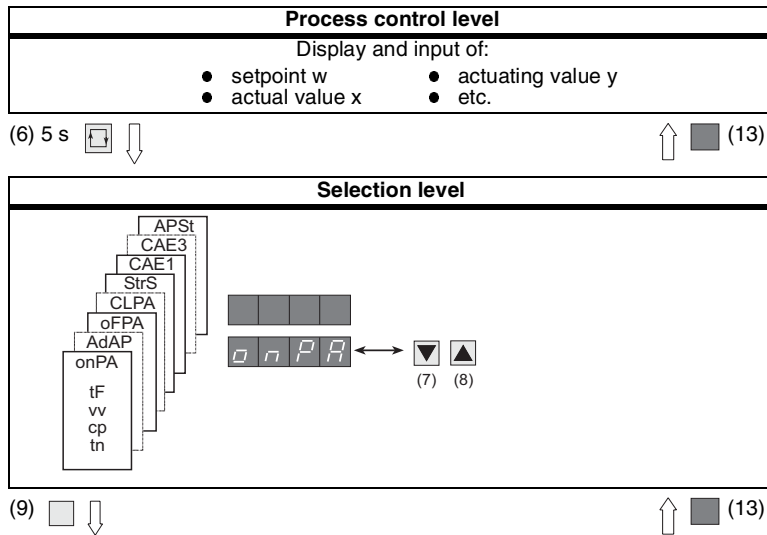 Process control level
Display and input of:
● setpoint w ● actuating value y
● actual value x ● etc.
(6) 5 s (13)
Selection level
APSt
CAE3
CAE1
StrS
CLPA
oFPA
AdAP
onPA
tF
vv
cp
tn
onPA
(7) (8)
(9) (13)